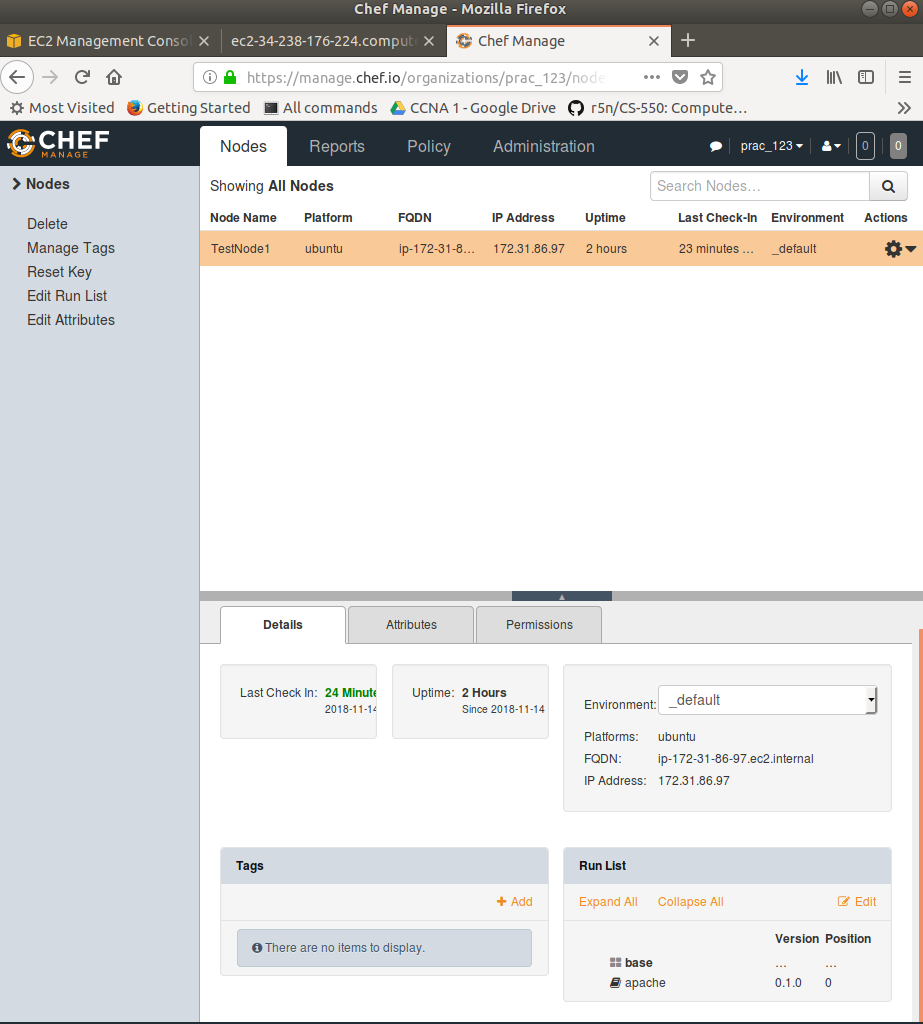 Chef Manage - Mozilla Firefox
EC2 Management Consol
ec2-34-238-176-224.compute
Chef Manage
https://manage.chef.io/organizations/prac_123/node
Most Visited
Getting Started
All commands
CCNA 1 - Google Drive
r5n/CS-550: Compute…
CHEF
MANAGE
Nodes
Reports
Policy
Administration
prac_123
0
0
Nodes
Delete
Manage Tags
Reset Key
Edit Run List
Edit Attributes
Showing All Nodes
Search Nodes…
Node Name Platform FQDN IP Address Uptime Last Check-In Environment Actions
TestNode1 ubuntu ip-172-31-8… 172.31.86.97 2 hours 23 minutes … _default
Details
Attributes
Permissions
Last Check In: 24 Minute
2018-11-14
Uptime: 2 Hours
Since 2018-11-14
Environment: _default
Platforms: ubuntu
FQDN: ip-172-31-86-97.ec2.internal
IP Address: 172.31.86.97
Tags
Add
There are no items to display.
Run List
Expand All Collapse All Edit
Version Position
base ... ...
apache 0.1.0 0